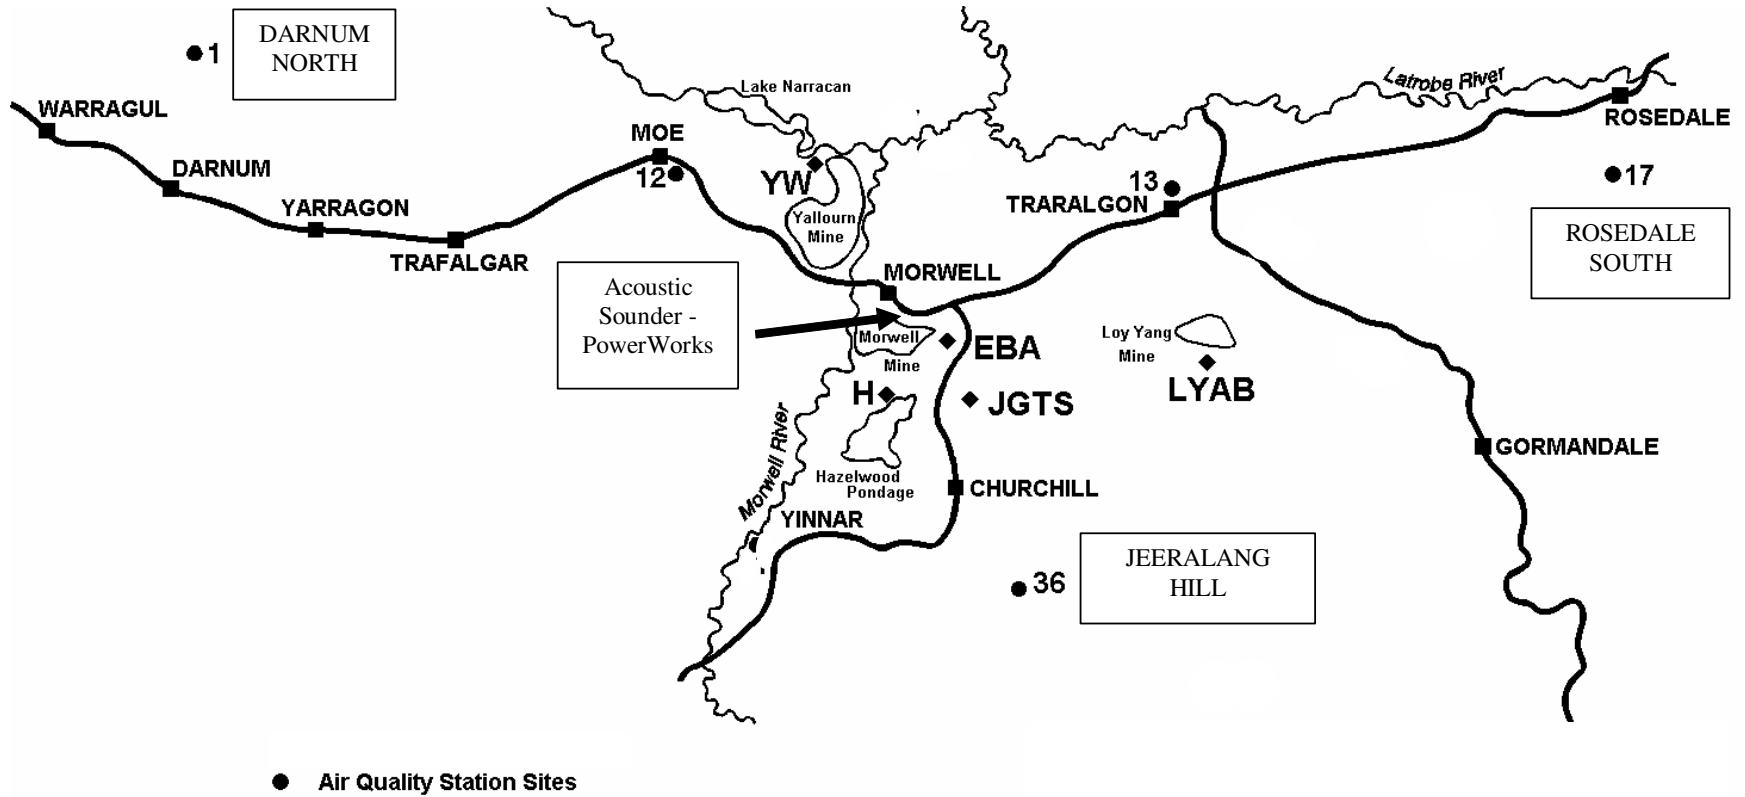 DARNUM
NORTH
1
WARRAGUL
DARNUM
YARRAGON
TRAFALGAR
MOE
12
Lake Narracan
YW
Yallourn
Mine
Latrobe River
ROSEDALE
17
ROSEDALE
SOUTH
13
TRARALGON
MORWELL
Acoustic
Sounder -
PowerWorks
Morwell
Mine
EBA
Loy Yang
Mine
LYAB
H
JGTS
Morwell River
Hazelwood
Pondage
CHURCHILL
GORMANDALE
YINNAR
36
JEERALANG
HILL
Air Quality Station Sites